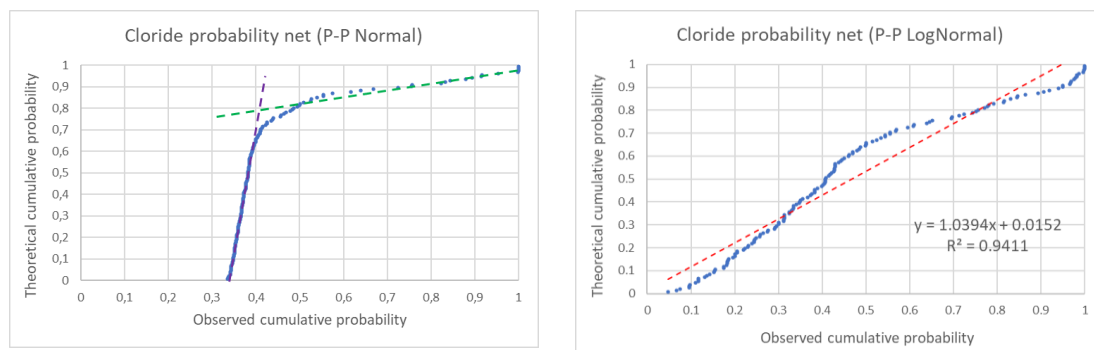 Cloride probability net (P-P Normal)
Theoretical cumulative probability
1
0,9
0,8
0,7
0,6
0,5
0,4
0,3
0,2
0,1
0
0 0,1 0,2 0,3 0,4 0,5 0,6 0,7 0,8 0,9 1
Observed cumulative probability
Cloride probability net (P-P LogNormal)
Theoretical cumulative probability
1
0.9
0.8
0.7
0.6
0.5
0.4
0.3
0.2
0.1
0
y = 1.0394x + 0.0152
R² = 0.9411
0 0.1 0.2 0.3 0.4 0.5 0.6 0.7 0.8 0.9 1
Observed cumulative probability